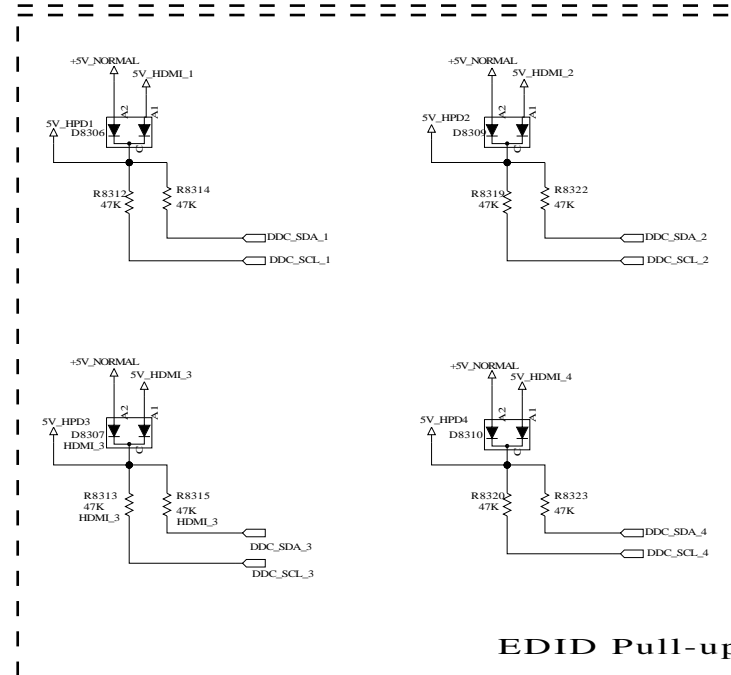 +5V_NORMAL
5V_HDMI_1
A2
A1
5V_HPD1
D8306
C
R8312
47K
R8314
47K
DDC_SDA_1
DDC_SCL_1
+5V_NORMAL
5V_HDMI_2
A2
A1
5V_HPD2
D8309
C
R8319
47K
R8322
47K
DDC_SDA_2
DDC_SCL_2
+5V_NORMAL
5V_HDMI_3
A2
A1
5V_HPD3
D8307
HDMI_3
C
R8313
47K
HDMI_3
R8315
47K
HDMI_3
DDC_SDA_3
DDC_SCL_3
+5V_NORMAL
5V_HDMI_4
A2
A1
5V_HPD4
D8310
C
R8320
47K
R8323
47K
DDC_SDA_4
DDC_SCL_4
EDID Pull-up